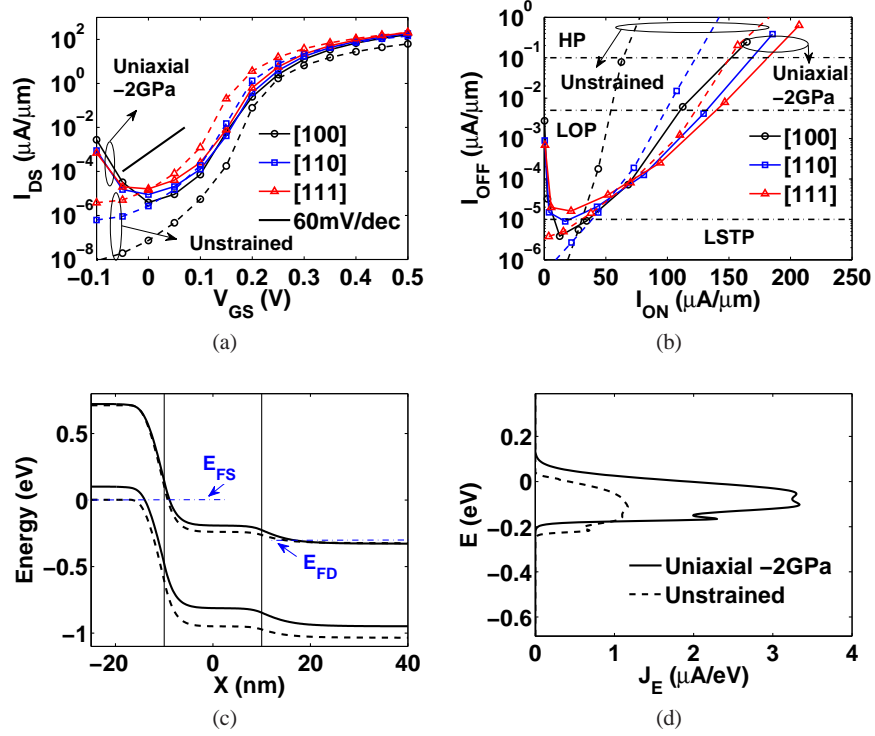 10^2
10^0
10^-2
10^-4
10^-6
10^-8
I_DS (μA/μm)
Uniaxial
-2GPa
[100]
[110]
[111]
60mV/dec
Unstrained
-0.1 0 0.1 0.2 0.3 0.4 0.5
V_GS (V)
(a)
10^0
10^-1
10^-2
10^-3
10^-4
10^-5
10^-6
I_OFF (μA/μm)
HP
Unstrained
Uniaxial
-2GPa
LOP
[100]
[110]
[111]
LSTP
0 50 100 150 200 250
I_ON (μA/μm)
(b)
0.5
0
-0.5
-1
Energy (eV)
E_FS
E_FD
-20 0 20 40
X (nm)
(c)
0.2
0
-0.2
-0.4
-0.6
E (eV)
Uniaxial -2GPa
Unstrained
0 1 2 3 4
J_E (μA/eV)
(d)